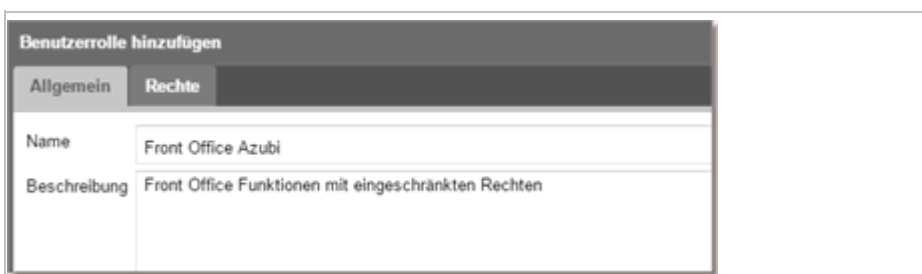 Benutzerrolle hinzufügen
Allgemein Rechte
Name Front Office Azubi
Beschreibung Front Office Funktionen mit eingeschränkten Rechten